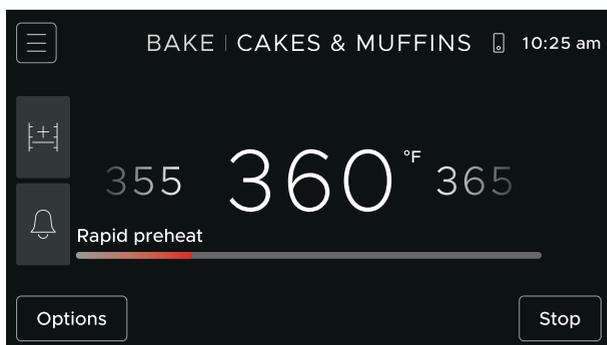 BAKE | CAKES & MUFFINS 10:25 am
355 360 °F 365
Rapid preheat
Options Stop